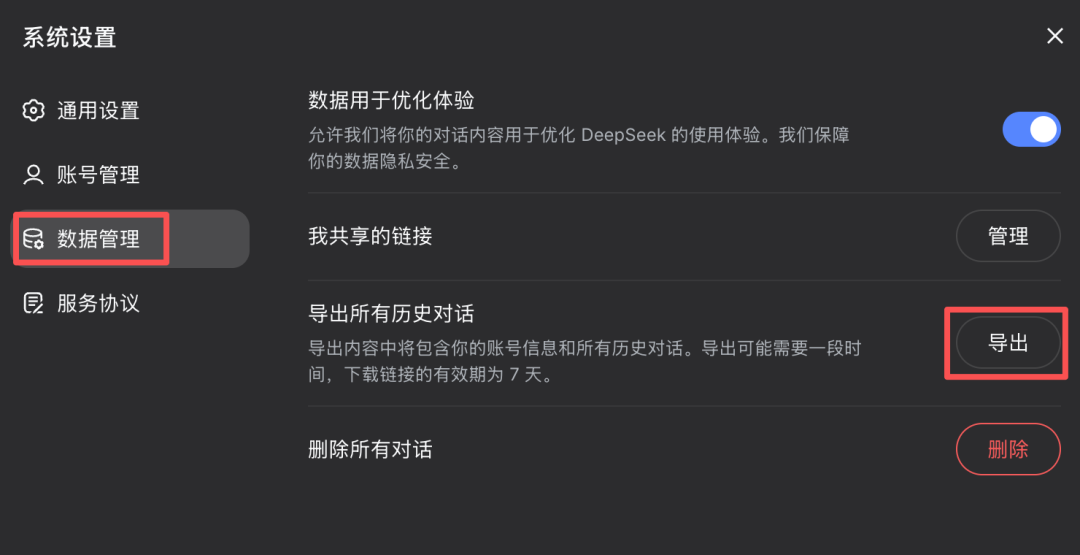 系统设置
通用设置
账号管理
数据管理
服务协议
数据用于优化体验
允许我们将你的对话内容用于优化 DeepSeek 的使用体验。我们保障
你的数据隐私安全。
我共享的链接
管理
导出所有历史对话
导出内容中将包含你的账号信息和所有历史对话。导出可能需要一段时
间，下载链接的有效期为 7 天。
导出
删除所有对话
删除